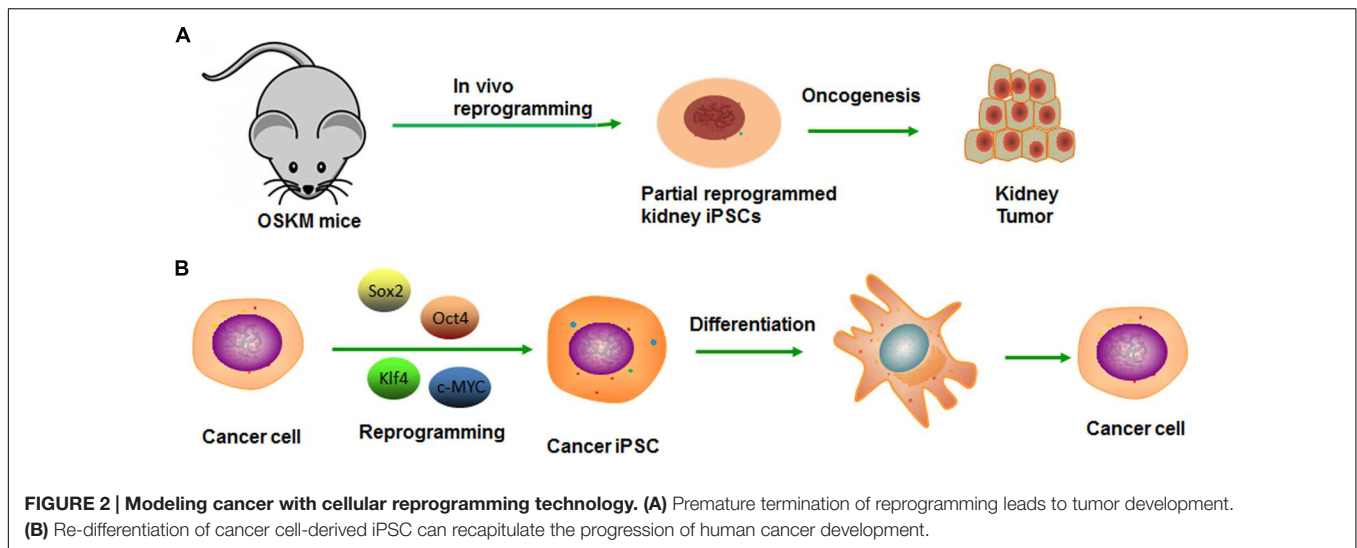 A
In vivo
reprogramming
Oncogenesis
OSKM mice
Partial reprogrammed
kidney iPSCs
Kidney
Tumor
B
Sox2
Oct4
Klf4
c-MYC
Reprogramming
Cancer cell
Cancer iPSC
Differentiation
Cancer cell
FIGURE 2 | Modeling cancer with cellular reprogramming technology. (A) Premature termination of reprogramming leads to tumor development.
(B) Re-differentiation of cancer cell-derived iPSC can recapitulate the progression of human cancer development.